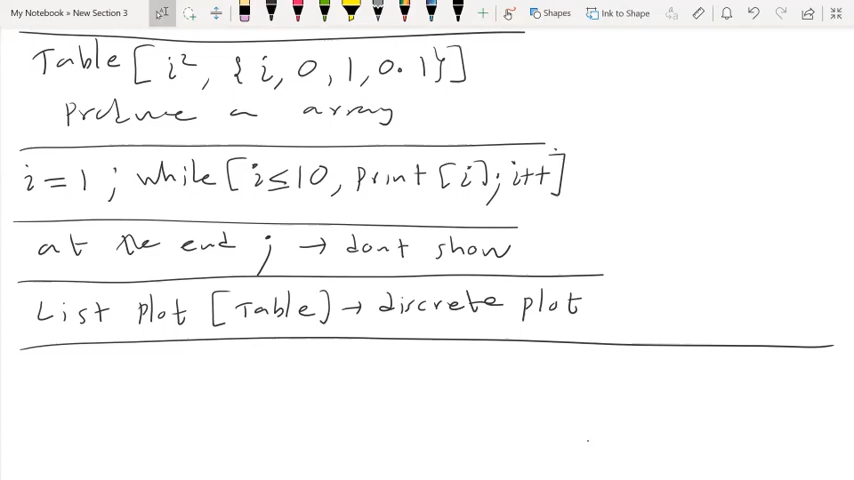 My Notebook » New Section 3 Shapes Ink to Shape
Table [ i², { i, 0, 1, 0.1 } ]
produce a array
i = 1 ; while [ i ≤ 10, print [i] ; i++ ]
at the end ; → dont show
List plot [Table] → discrete plot